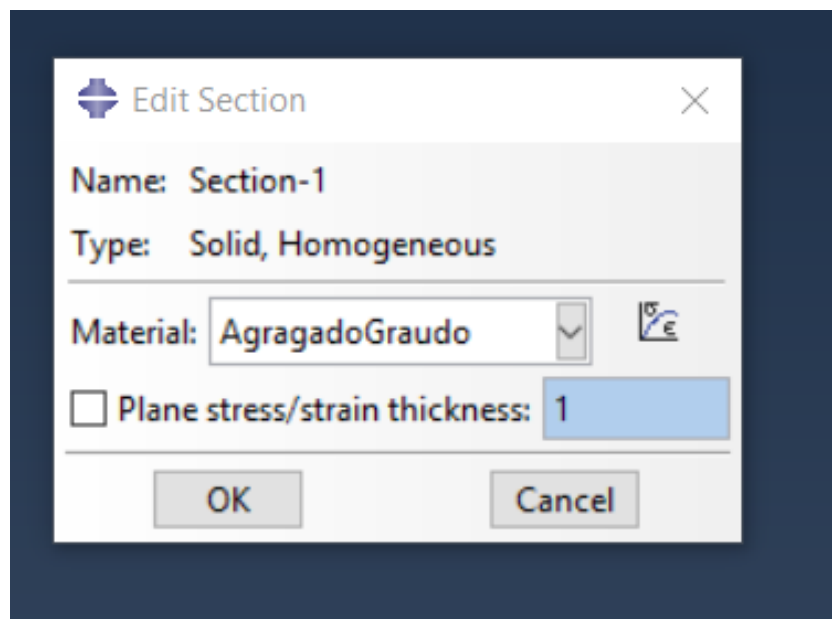 Edit Section
Name: Section-1
Type: Solid, Homogeneous
Material: AgragadoGraudo σ ε
Plane stress/strain thickness: 1
OK Cancel